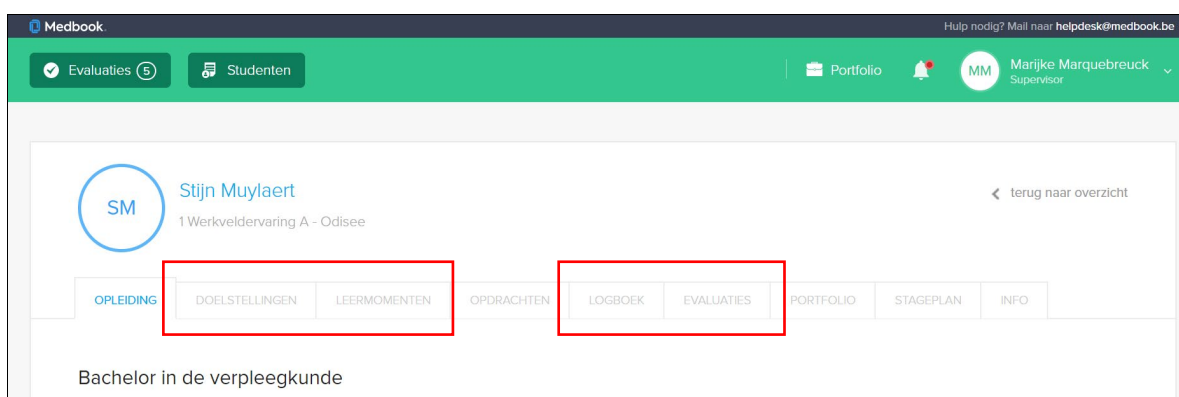 Medbook.
Hulp nodig? Mail naar helpdesk@medbook.be
Evaluaties 5
Studenten
Portfolio
MM
Marijke Marquebreuck
Supervisor
SM
Stijn Muylaert
1 Werkveldervaring A - Odisee
terug naar overzicht
OPLEIDING DOELSTELLINGEN LEERMOMENTEN OPDRACHTEN LOGBOEK EVALUATIES PORTFOLIO STAGEPLAN INFO
Bachelor in de verpleegkunde